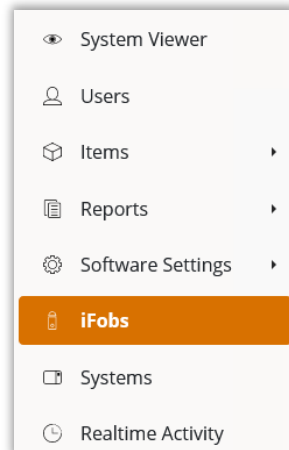 System Viewer
Users
Items
Reports
Software Settings
iFobs
Systems
Realtime Activity